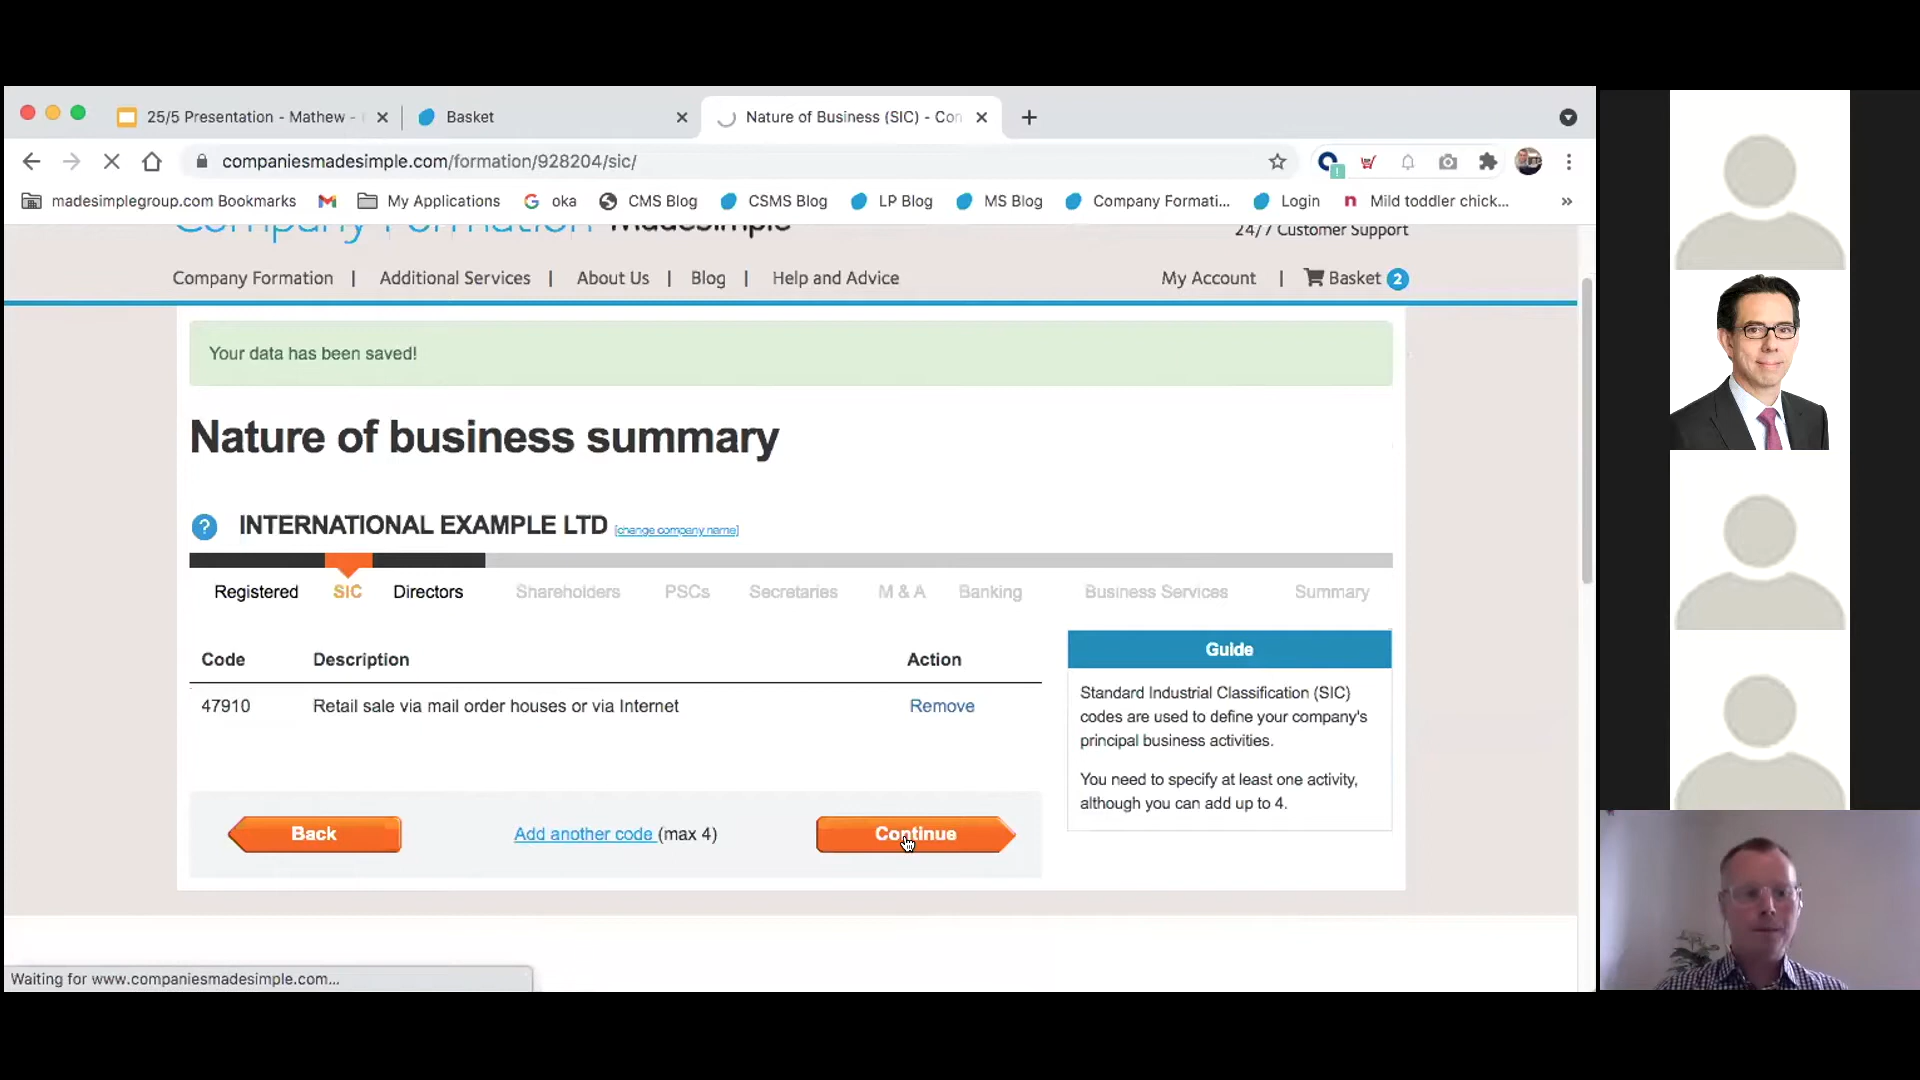 25/5 Presentation - Mathew -
Basket
Nature of Business (SIC) - Con
companiesmadesimple.com/formation/928204/sic/
madesimplegroup.com Bookmarks
My Applications
oka
CMS Blog
CSMS Blog
LP Blog
MS Blog
Company Formati...
Login
Mild toddler chick...
»
Company Formation MadeSimple
24/7 Customer Support
Company Formation | Additional Services | About Us | Blog | Help and Advice
My Account | Basket 2
Your data has been saved!
Nature of business summary
? INTERNATIONAL EXAMPLE LTD [change company name]
Registered SIC Directors Shareholders PSCs Secretaries M & A Banking Business Services Summary
Code Description Action
47910 Retail sale via mail order houses or via Internet Remove
Guide
Standard Industrial Classification (SIC)
codes are used to define your company's
principal business activities.
You need to specify at least one activity,
although you can add up to 4.
Back
Add another code (max 4)
Continue
Waiting for www.companiesmadesimple.com...